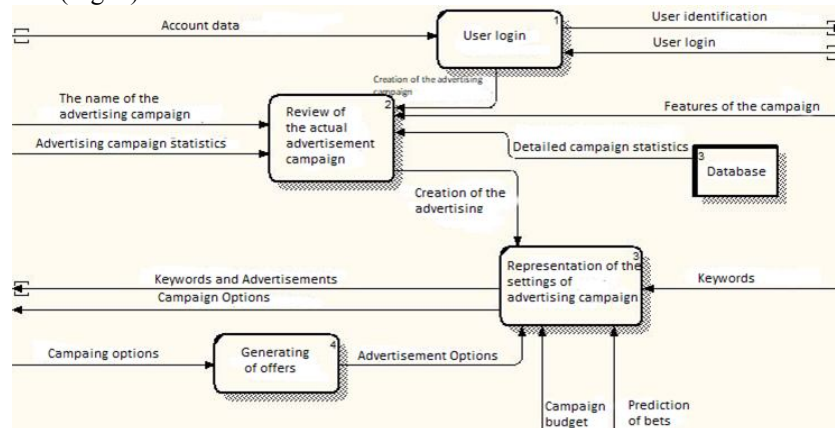 Account data
User login
1
User identification
User login
Creation of the advertising
campaign
The name of the
advertising campaign
Review of
the actual
advertisement
campaign
2
Features of the campaign
Advertising campaign statistics
Detailed campaign statistics
3
Database
Creation of the
advertising
Keywords and Advertisements
Campaign Options
Representation of the
settings of
advertising campaign
3
Keywords
Campaing options
Generating
of offers
4
Advertisement Options
Campaign
budget
Prediction
of bets